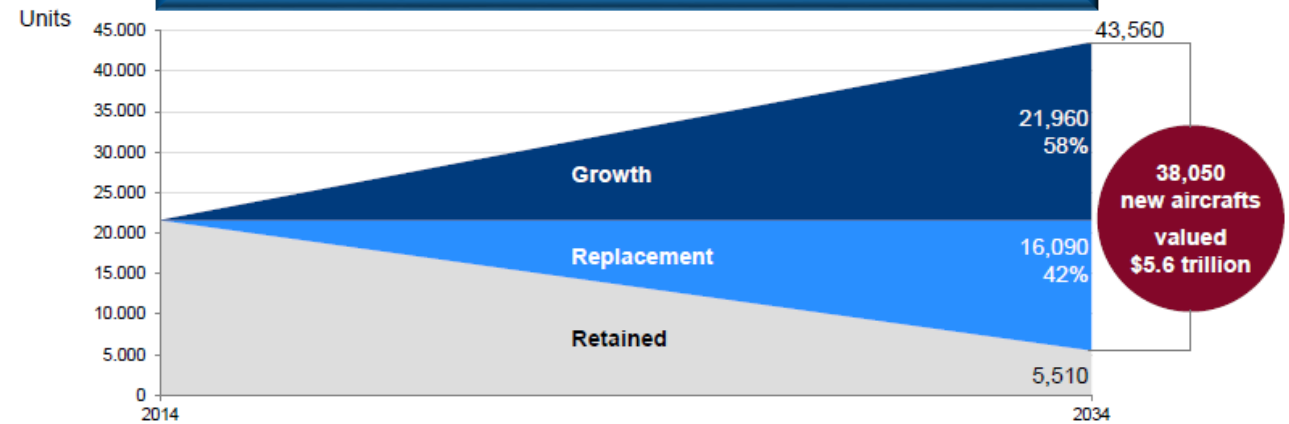 Units
45.000
43,560
40.000
35.000
21,960
58%
30.000
Growth
38,050
new aircrafts
valued
$5.6 trillion
25.000
20.000
Replacement
16,090
42%
15.000
10.000
Retained
5.000
5,510
0
2014
2034